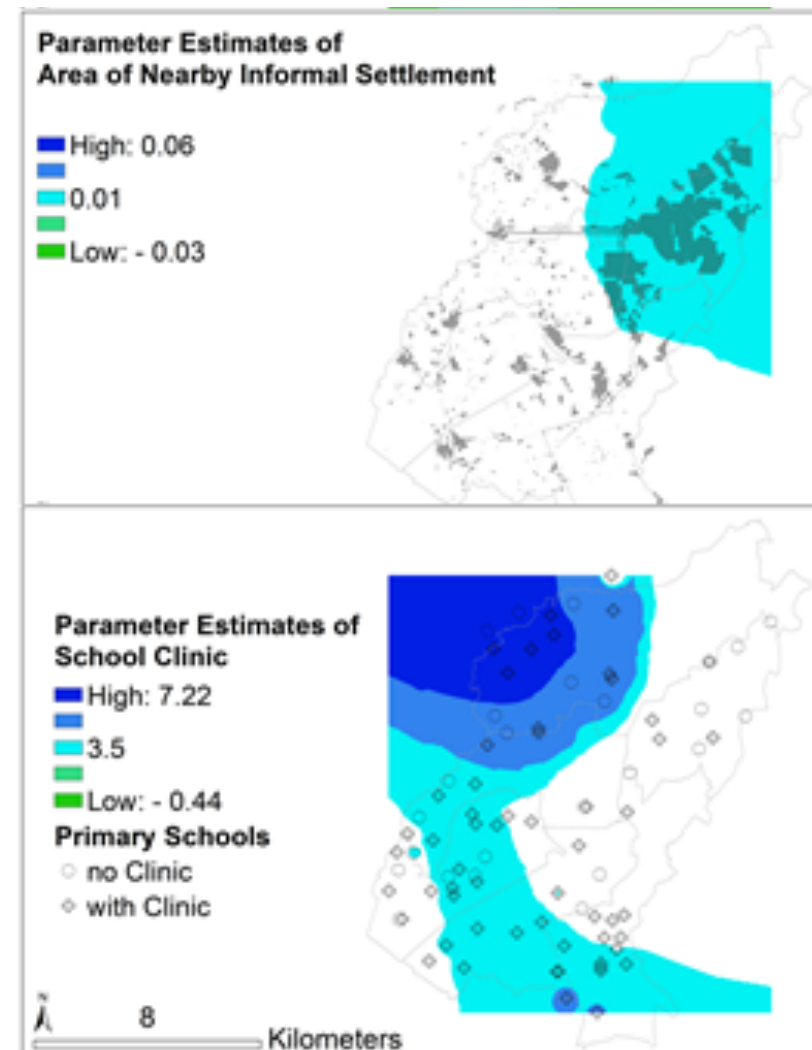 Parameter Estimates of
Area of Nearby Informal Settlement
High: 0.06
0.01
Low: - 0.03
Parameter Estimates of
School Clinic
High: 7.22
3.5
Low: - 0.44
Primary Schools
no Clinic
with Clinic
N
8
Kilometers